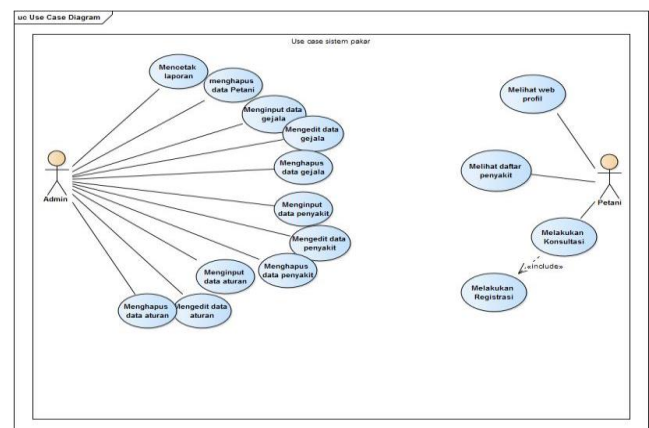 uc Use Case Diagram
Use case sistem pakar
Mencetak
laporan
menghapus
data Petani
Menginput data
gejala
Mengedit data
gejala
Menghapus
data gejala
Admin
Menginput
data penyakit
Mengedit data
penyakit
Menghapus
data penyakit
Menginput
data aturan
Mengedit data
aturan
Menghapus
data aturan
Melihat web
profil
Melihat daftar
penyakit
Petani
Melakukan
Konsultasi
«include»
Melakukan
Registrasi